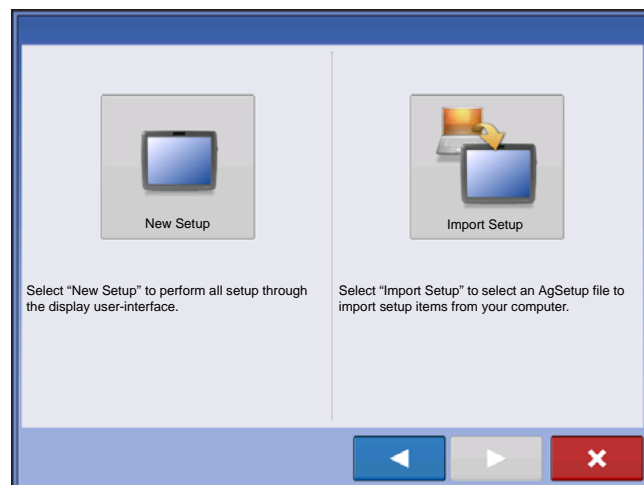 New Setup
Select “New Setup” to perform all setup through
the display user-interface.
Import Setup
Select “Import Setup” to select an AgSetup file to
import setup items from your computer.